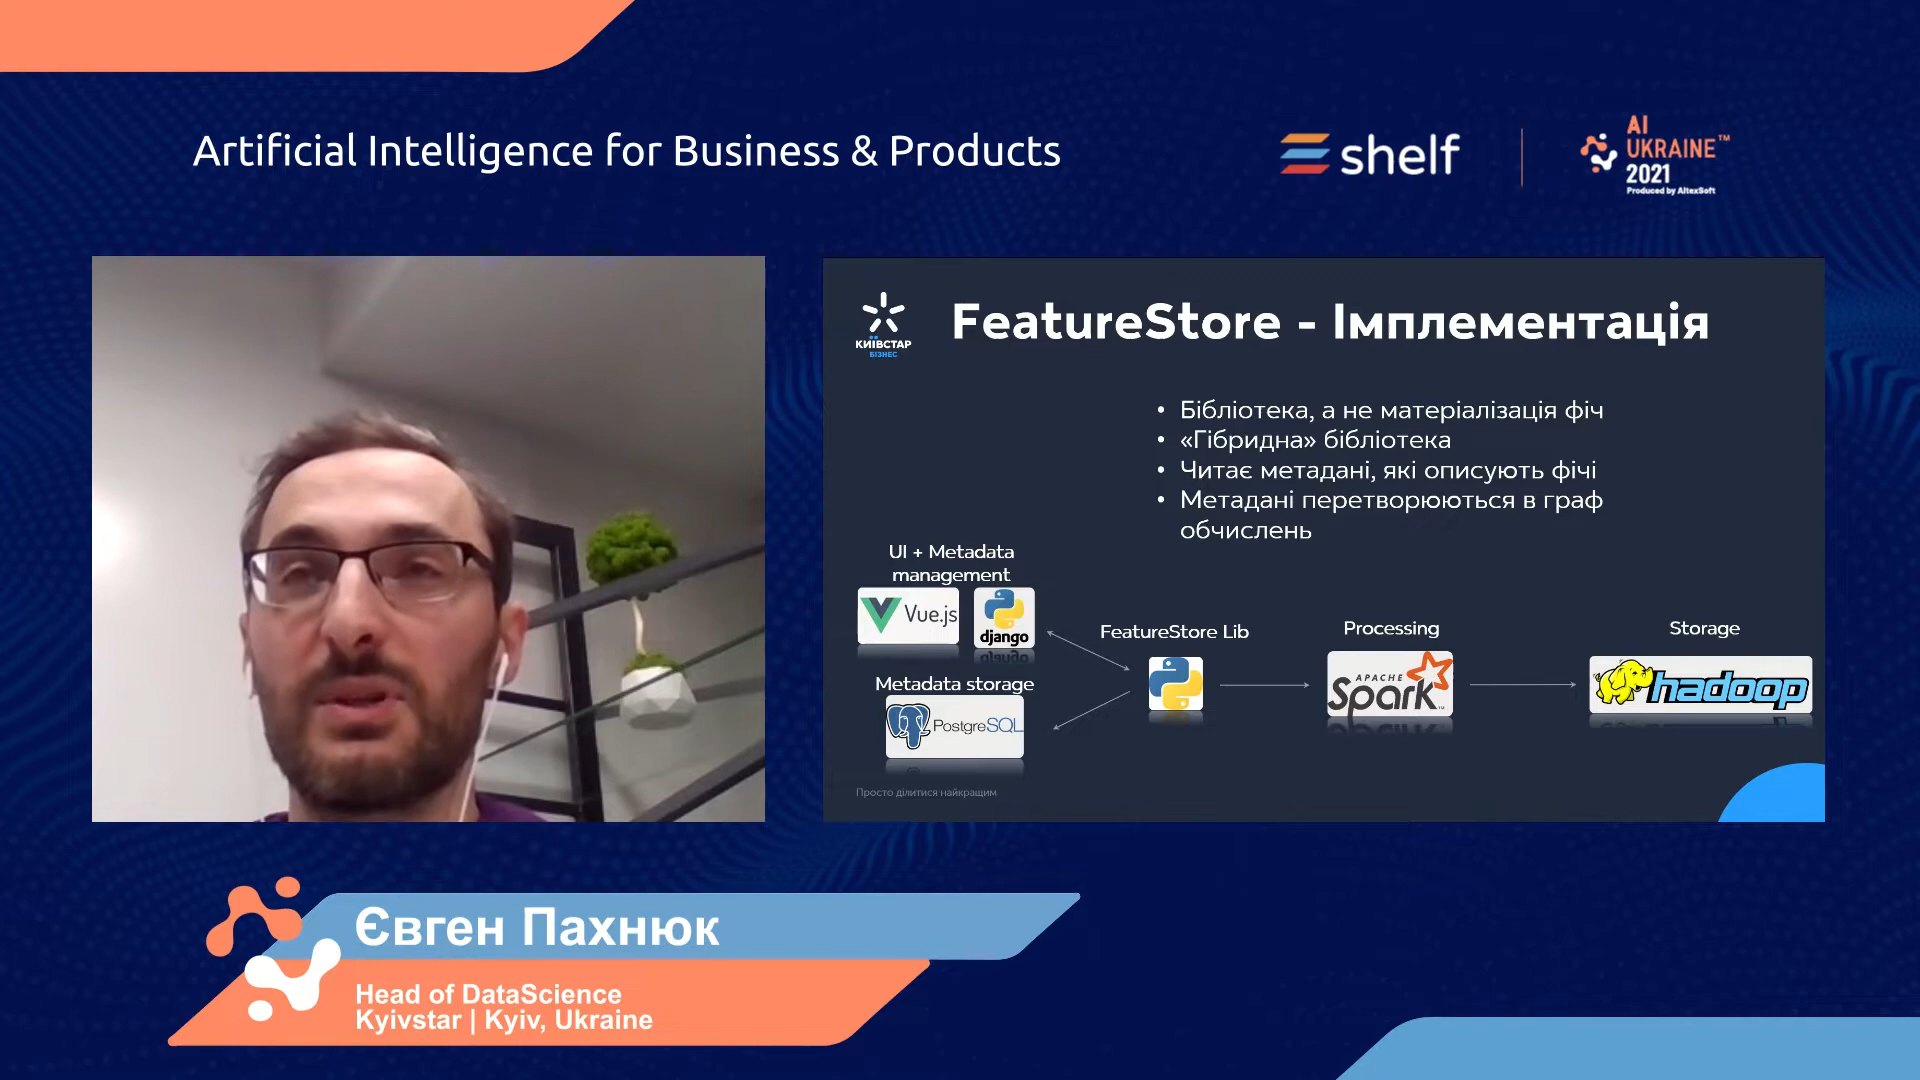 Artificial Intelligence for Business & Products
shelf
AI
UKRAINE™
2021
Produced by AltexSoft
КИЇВСТАР
БІЗНЕС
FeatureStore - Імплементація
• Бібліотека, а не матеріалізація фіч
• «Гібридна» бібліотека
• Читає метадані, які описують фічі
• Метадані перетворюються в граф
обчислень
UI + Metadata
management
Vue.js
django
Metadata storage
PostgreSQL
FeatureStore Lib
Processing
APACHE
Spark™
Storage
hadoop
Просто ділитися найкращим
Євген Пахнюк
Head of DataScience
Kyivstar | Kyiv, Ukraine